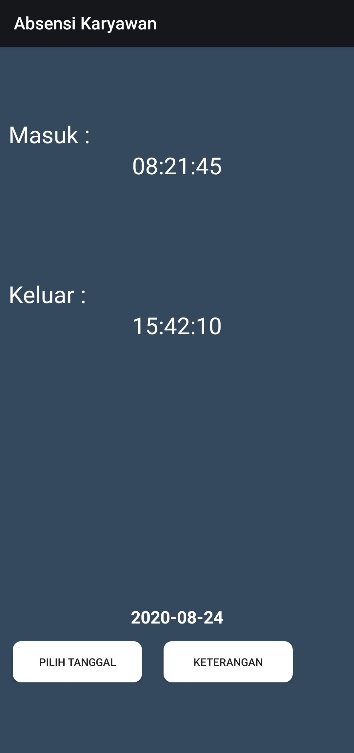 Absensi Karyawan
Masuk :
08:21:45
Keluar :
15:42:10
2020-08-24
PILIH TANGGAL
KETERANGAN